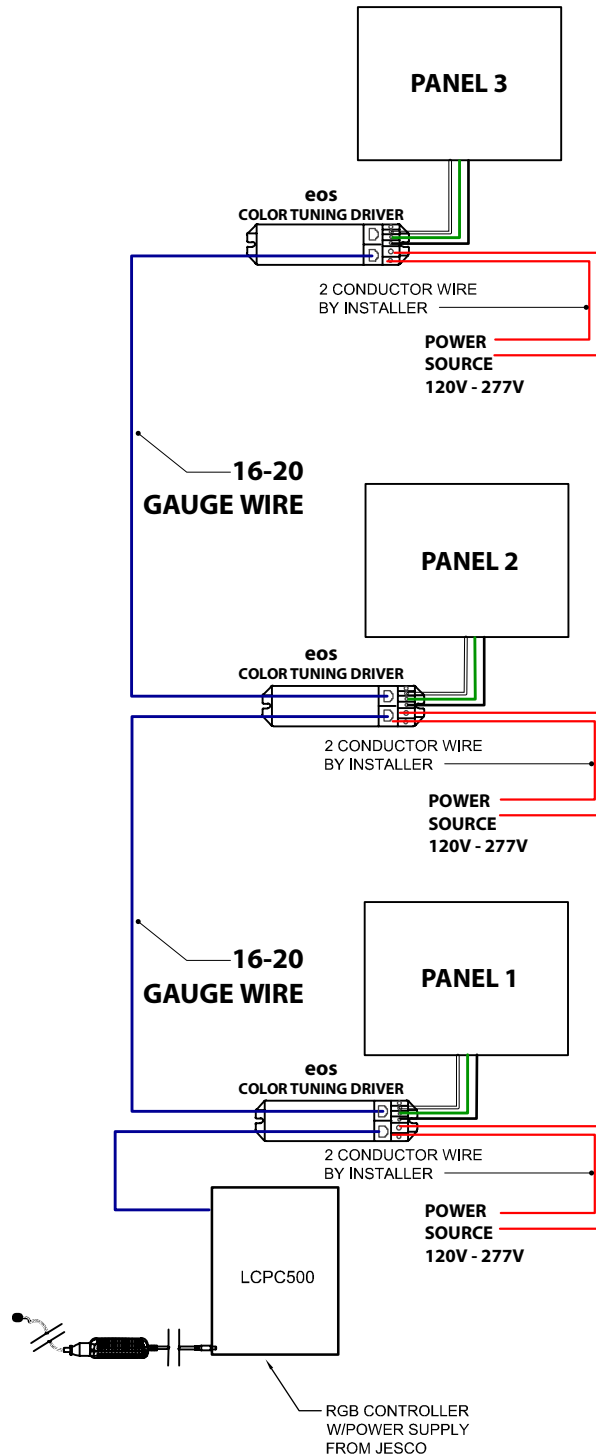 PANEL 3
eos
COLOR TUNING DRIVER
2 CONDUCTOR WIRE
BY INSTALLER
POWER
SOURCE
120V - 277V
16-20
GAUGE WIRE
PANEL 2
eos
COLOR TUNING DRIVER
2 CONDUCTOR WIRE
BY INSTALLER
POWER
SOURCE
120V - 277V
16-20
GAUGE WIRE
PANEL 1
eos
COLOR TUNING DRIVER
2 CONDUCTOR WIRE
BY INSTALLER
POWER
SOURCE
120V - 277V
LCPC500
RGB CONTROLLER
W/POWER SUPPLY
FROM JESCO